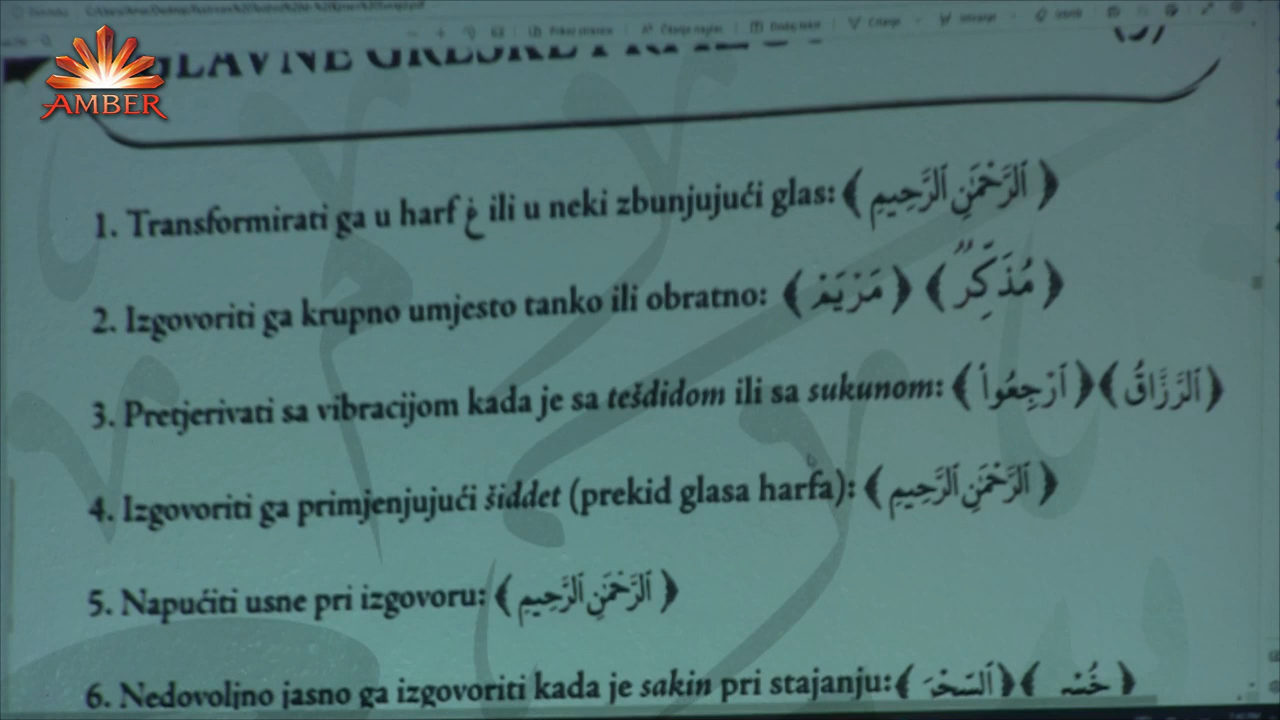 AMBER
GLAVNE GREŠKE PRI
1. Transformirati ga u harf غ ili u neki zbunjujući glas: ﴿ ٱلرَّحْمَٰنِ ٱلرَّحِيمِ ﴾
2. Izgovoriti ga krupno umjesto tanko ili obratno: ﴿ مُذَكِّرٌ ﴾ ﴿ مَرْيَمَ ﴾
3. Pretjerivati sa vibracijom kada je sa tešdidom ili sa sukunom: ﴿ ٱلرَّزَّاقُ ﴾ ﴿ ٱرْجِعُوا۟ ﴾
4. Izgovoriti ga primjenjujući šiddet (prekid glasa harfa): ﴿ ٱلرَّحْمَٰنِ ٱلرَّحِيمِ ﴾
5. Napućiti usne pri izgovoru: ﴿ ٱلرَّحْمَٰنِ ٱلرَّحِيمِ ﴾
6. Nedovoljno jasno ga izgovoriti kada je sakin pri stajanju: